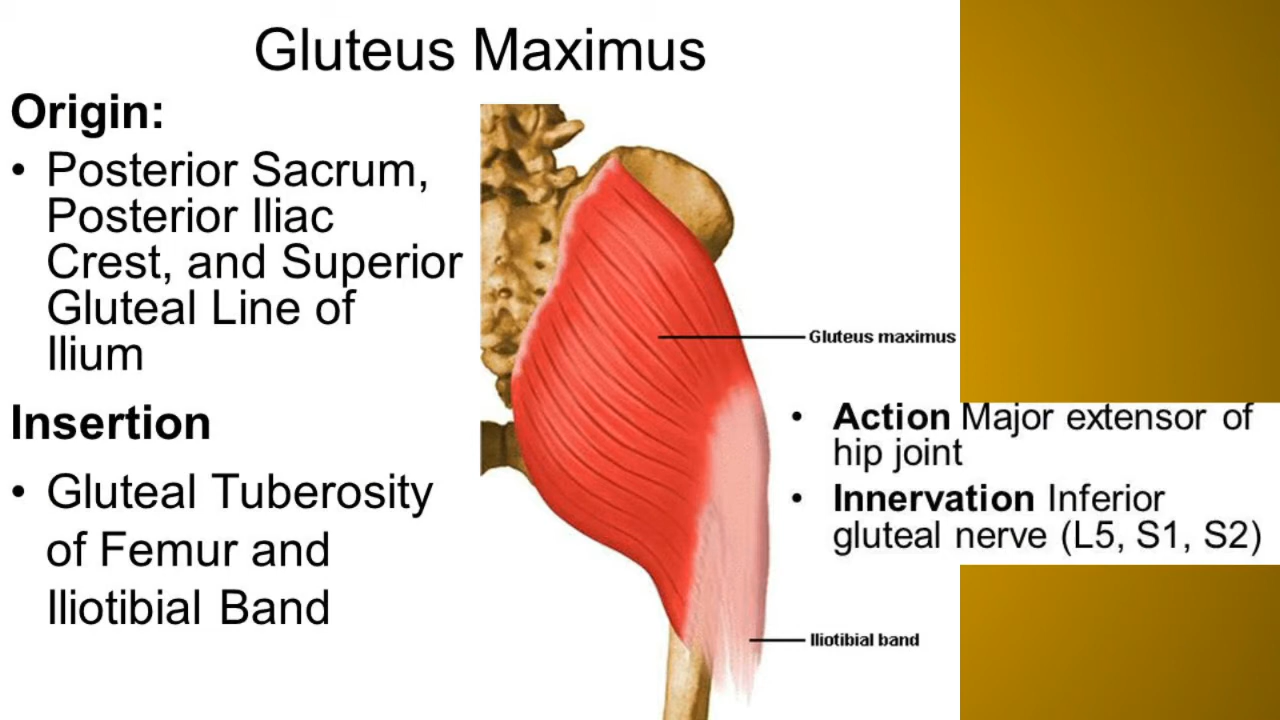 Gluteus Maximus
Origin:
• Posterior Sacrum,
Posterior Iliac
Crest, and Superior
Gluteal Line of
Ilium
Insertion
• Gluteal Tuberosity
of Femur and
Iliotibial Band
Gluteus maximus
• Action Major extensor of
hip joint
• Innervation Inferior
gluteal nerve (L5, S1, S2)
Iliotibial band